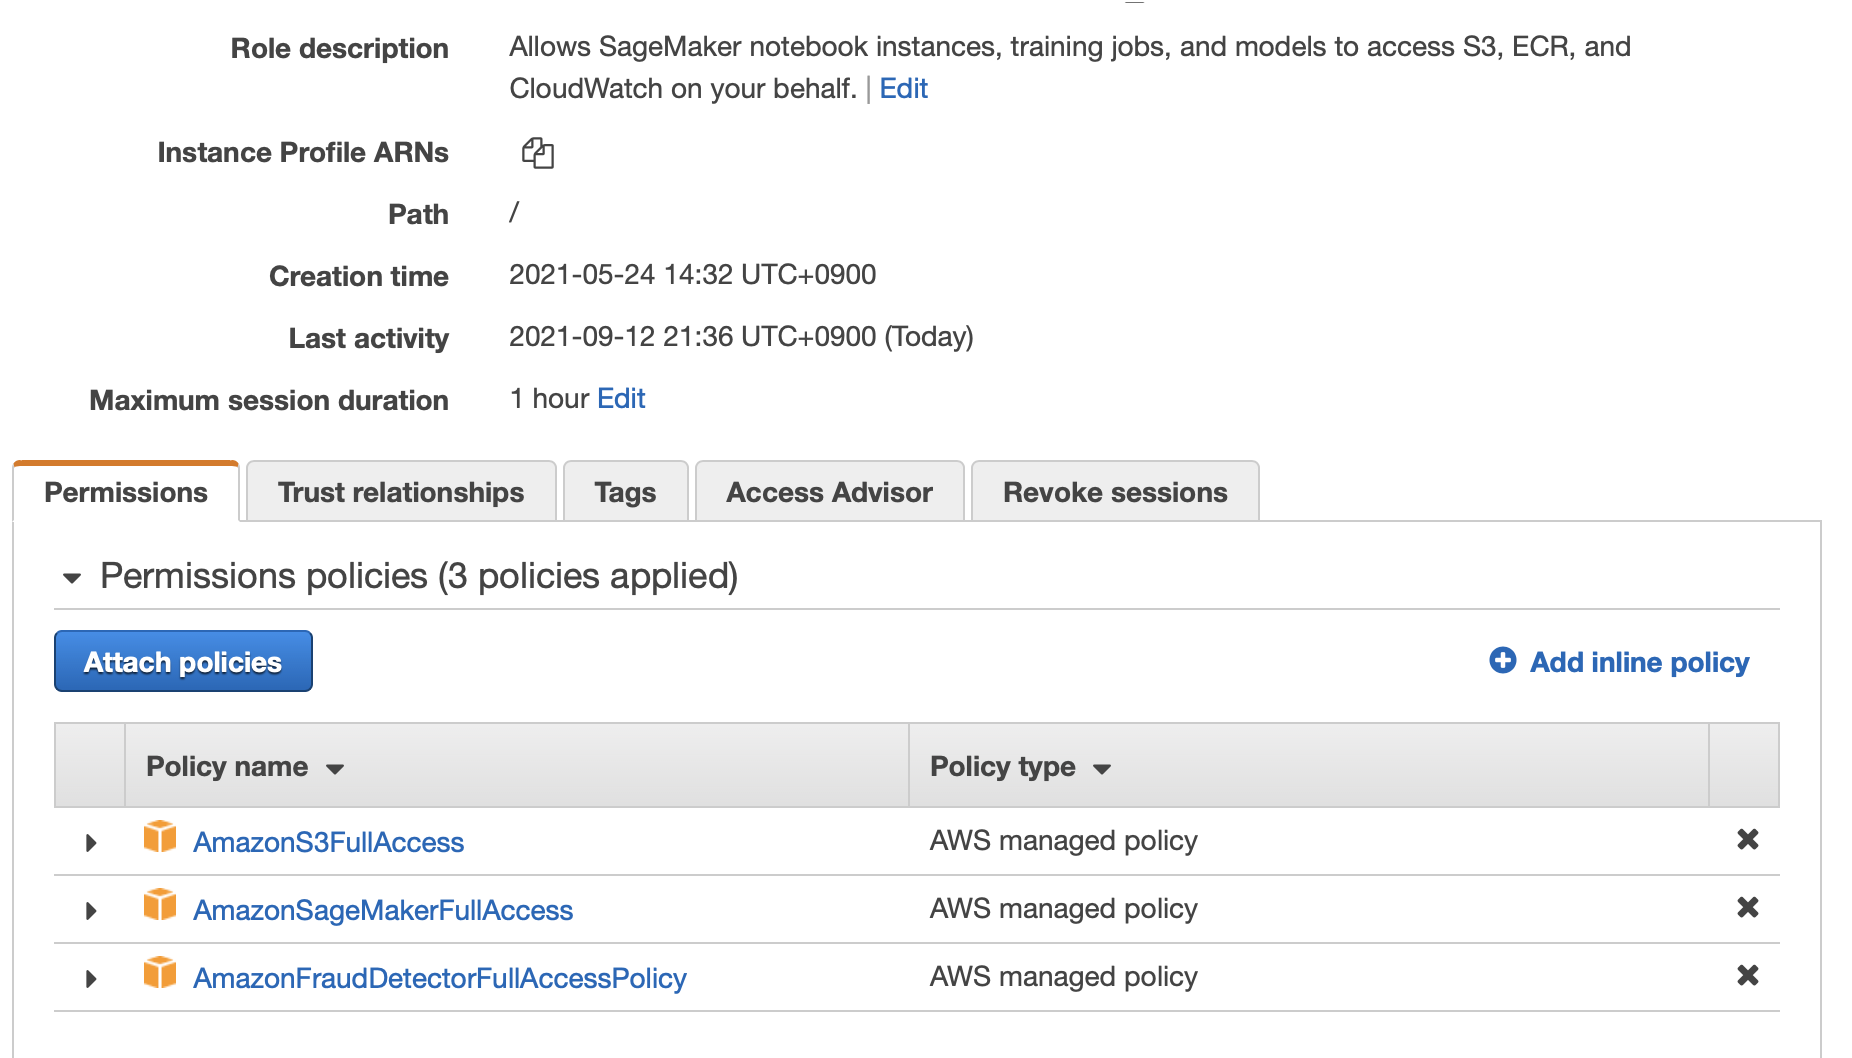 Role description
Allows SageMaker notebook instances, training jobs, and models to access S3, ECR, and
CloudWatch on your behalf. | Edit
Instance Profile ARNs
Path /
Creation time 2021-05-24 14:32 UTC+0900
Last activity 2021-09-12 21:36 UTC+0900 (Today)
Maximum session duration 1 hour Edit
Permissions Trust relationships Tags Access Advisor Revoke sessions
Permissions policies (3 policies applied)
Attach policies Add inline policy
Policy name Policy type
AmazonS3FullAccess AWS managed policy
AmazonSageMakerFullAccess AWS managed policy
AmazonFraudDetectorFullAccessPolicy AWS managed policy